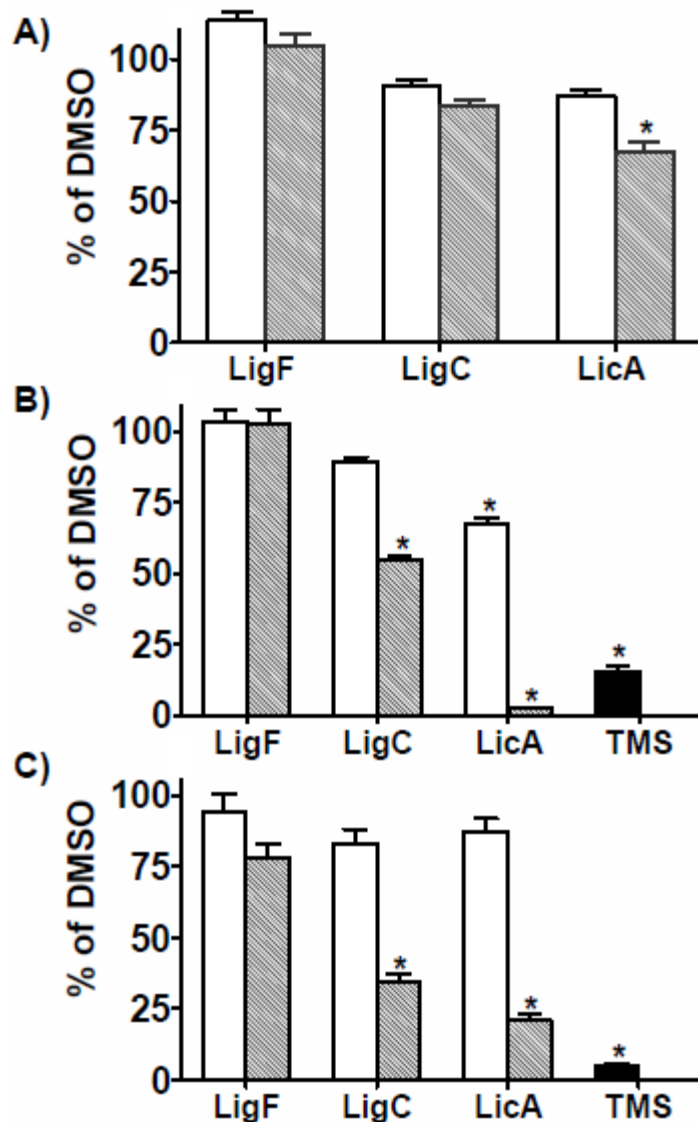 A)
% of DMSO
100
75
50
25
0
*
LigF LigC LicA
B)
% of DMSO
100
75
50
25
0
* * * *
LigF LigC LicA TMS
C)
% of DMSO
100
75
50
25
0
* * *
LigF LigC LicA TMS